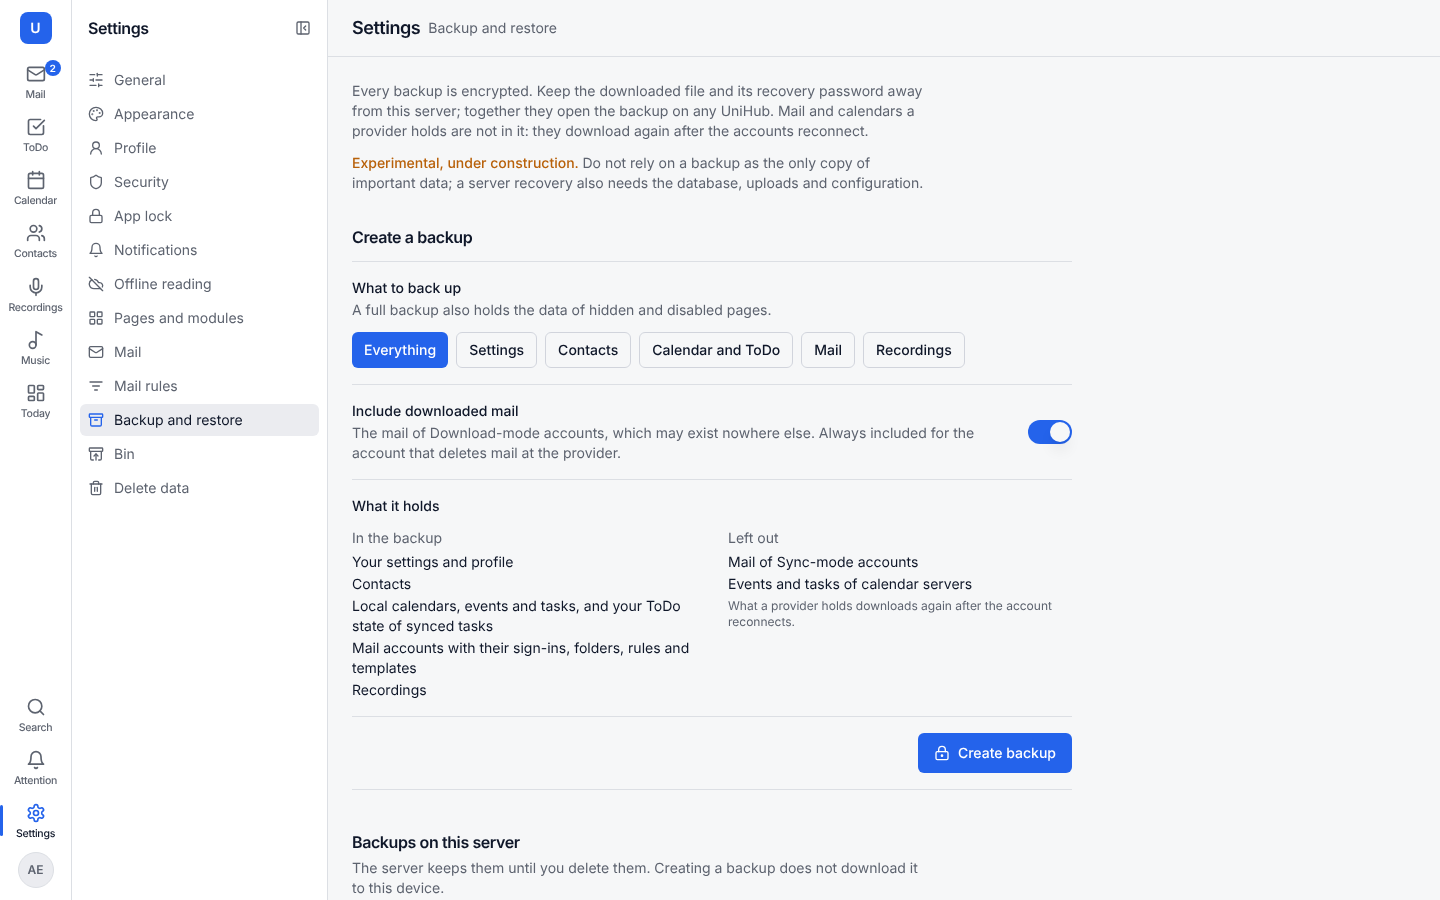 U
2
Mail
ToDo
Calendar
Contacts
Recordings
Music
Today
Search
Attention
Settings
AE
Settings
General
Appearance
Profile
Security
App lock
Notifications
Offline reading
Pages and modules
Mail
Mail rules
Backup and restore
Bin
Delete data
Settings Backup and restore
Every backup is encrypted. Keep the downloaded file and its recovery password away
from this server; together they open the backup on any UniHub. Mail and calendars a
provider holds are not in it: they download again after the accounts reconnect.
Experimental, under construction. Do not rely on a backup as the only copy of
important data; a server recovery also needs the database, uploads and configuration.
Create a backup
What to back up
A full backup also holds the data of hidden and disabled pages.
Everything Settings Contacts Calendar and ToDo Mail Recordings
Include downloaded mail
The mail of Download-mode accounts, which may exist nowhere else. Always included for the
account that deletes mail at the provider.
What it holds
In the backup
Your settings and profile
Contacts
Local calendars, events and tasks, and your ToDo
state of synced tasks
Mail accounts with their sign-ins, folders, rules and
templates
Recordings
Left out
Mail of Sync-mode accounts
Events and tasks of calendar servers
What a provider holds downloads again after the account
reconnects.
Create backup
Backups on this server
The server keeps them until you delete them. Creating a backup does not download it
to this device.